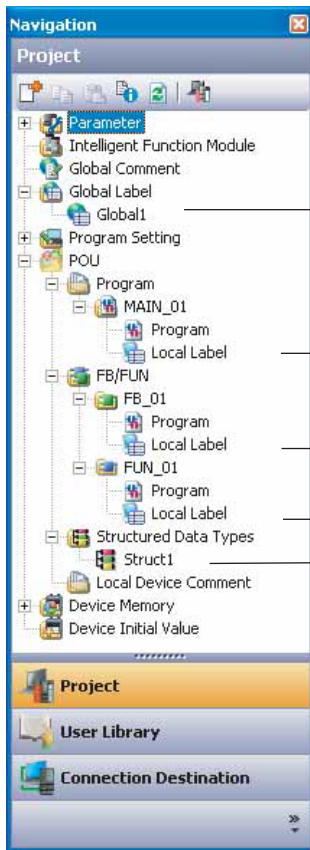 Navigation
Project
Parameter
Intelligent Function Module
Global Comment
Global Label
Global1
Program Setting
POU
Program
MAIN_01
Program
Local Label
FB/FUN
FB_01
Program
Local Label
FUN_01
Program
Local Label
Structured Data Types
Struct1
Local Device Comment
Device Memory
Device Initial Value
Project
User Library
Connection Destination